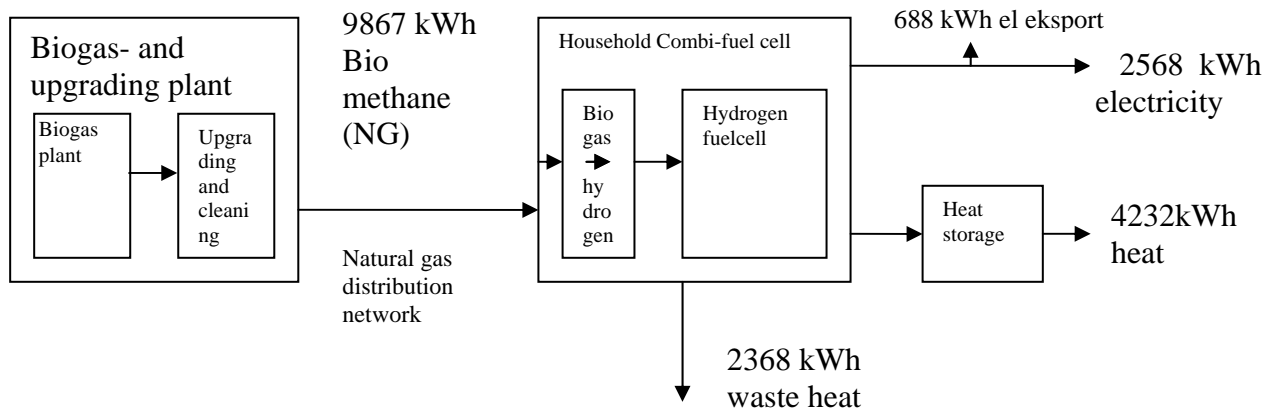 Biogas- and
upgrading plant
Biogas
plant
Upgra
ding
and
cleani
ng
9867 kWh
Bio
methane
(NG)
Natural gas
distribution
network
Household Combi-fuel cell
Bio
gas
hy
dro
gen
Hydrogen
fuelcell
688 kWh el eksport
2568 kWh
electricity
Heat
storage
4232kWh
heat
2368 kWh
waste heat